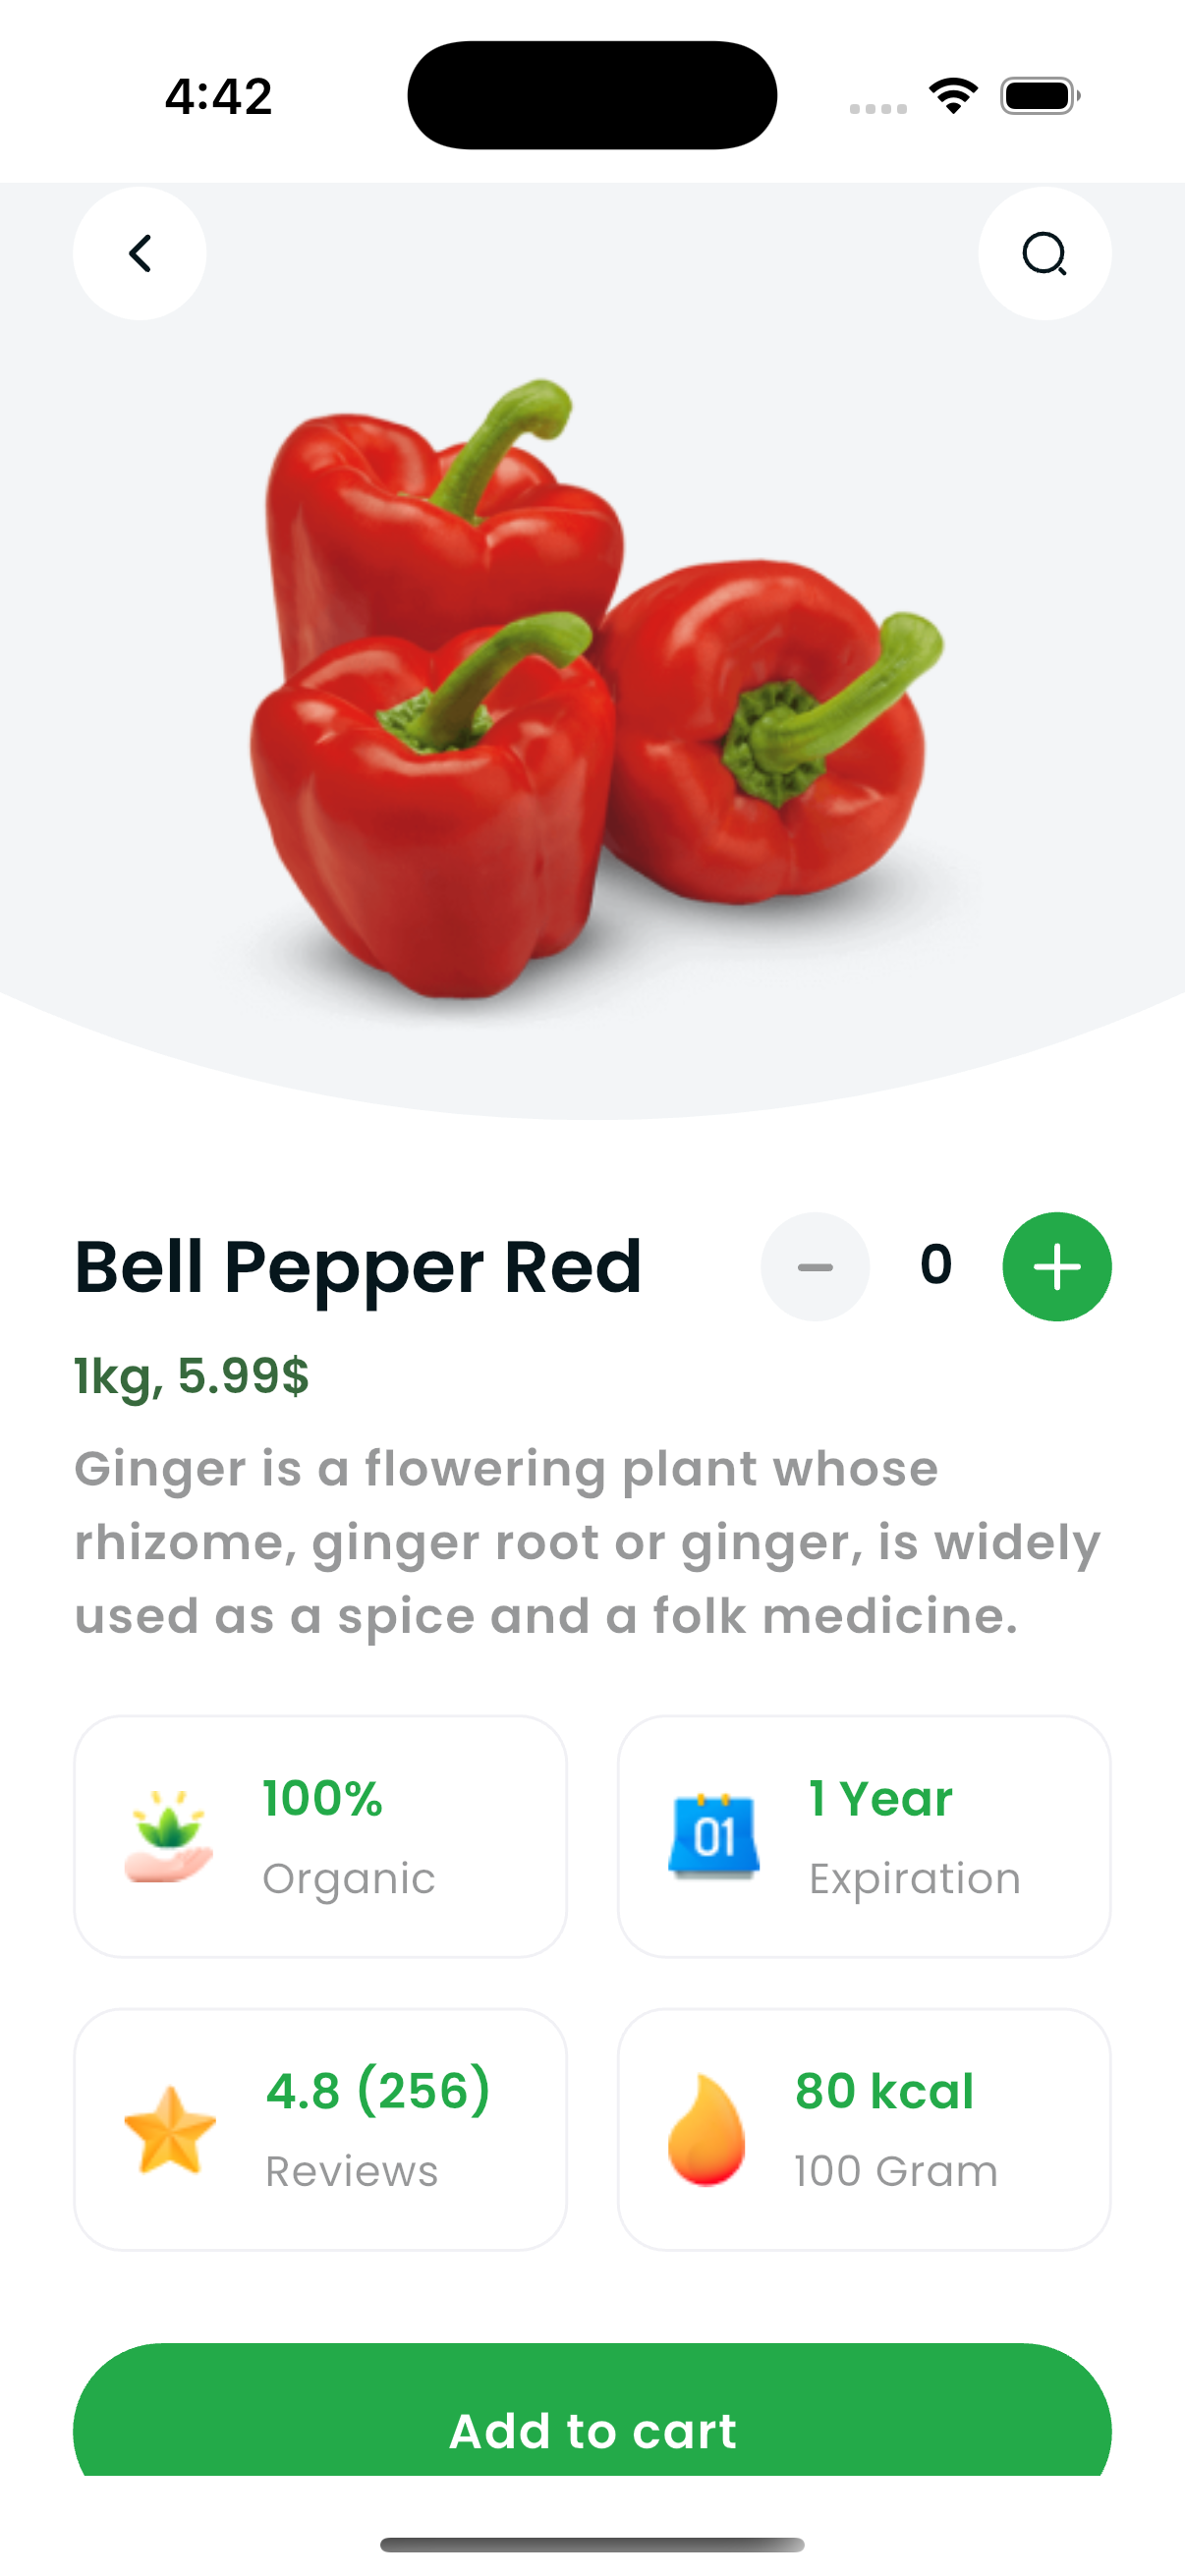 4:42
Bell Pepper Red
0
1kg, 5.99$
Ginger is a flowering plant whose
rhizome, ginger root or ginger, is widely
used as a spice and a folk medicine.
100%
Organic
01
1 Year
Expiration
4.8 (256)
Reviews
80 kcal
100 Gram
Add to cart